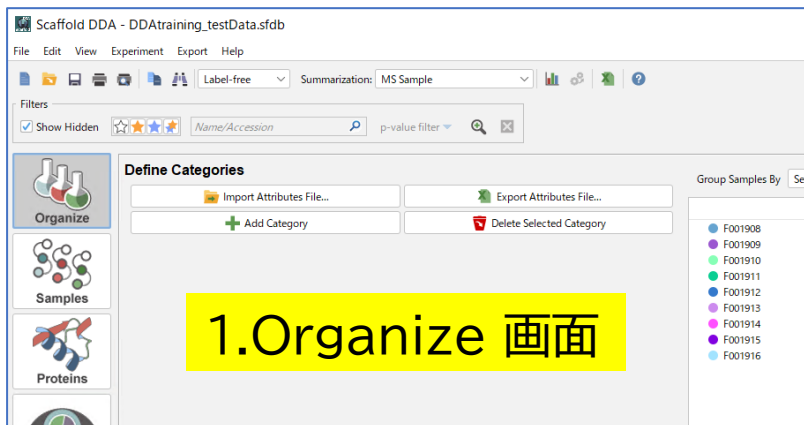 Scaffold DDA - DDAtraining_testData.sfdb
File Edit View Experiment Export Help
Label-free Summarization: MS Sample
Filters
Show Hidden Name/Accession p-value filter
Organize
Samples
Proteins
Define Categories
Import Attributes File... Export Attributes File...
Add Category Delete Selected Category
1.Organize 画面
Group Samples By
F001908
F001909
F001910
F001911
F001912
F001913
F001914
F001915
F001916